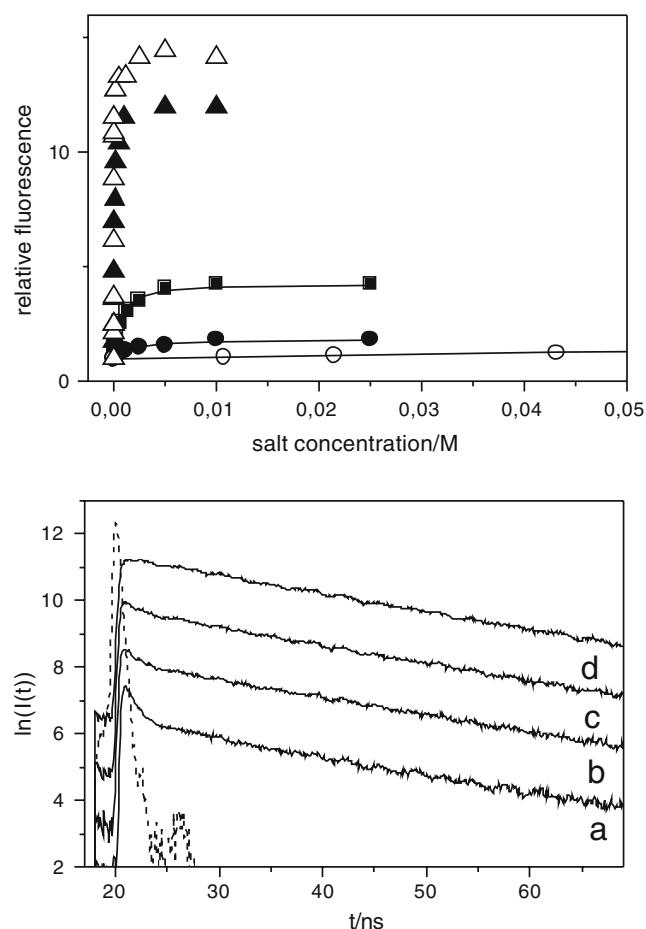 10
relative fluorescence
0
0,00 0,01 0,02 0,03 0,04 0,05
salt concentration/M
12
10
8
6
4
2
ln(I(t))
d
c
b
a
20 30 40 50 60
t/ns